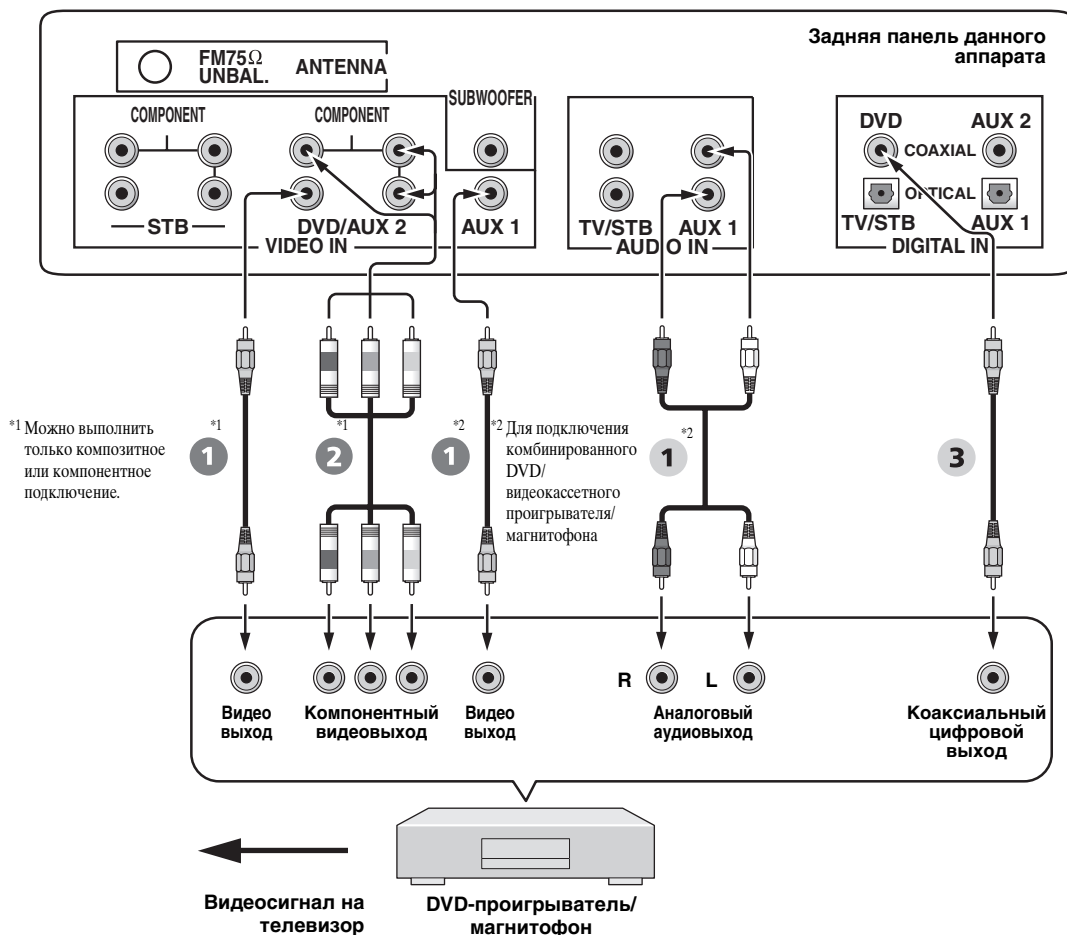 Задняя панель данного
аппарата
FM75Ω
UNBAL.
ANTENNA
SUBWOOFER
COMPONENT
COMPONENT
STB
DVD/AUX 2
AUX 1
VIDEO IN
TV/STB
AUX 1
AUDIO IN
DVD
AUX 2
COAXIAL
OPTICAL
TV/STB
AUX 1
DIGITAL IN
*1 Можно выполнить
только композитное
или компонентное
подключение.
1
*1
2
*1
1
*2
*2 Для подключения
комбинированного
DVD/
видеокассетного
проигрывателя/
магнитофона
1
*2
3
R
L
Видео
выход
Компонентный
видеовыход
Видео
выход
Аналоговый
аудиовыход
Коаксиальный
цифровой
выход
Видеосигнал на
телевизор
DVD-проигрыватель/
магнитофон